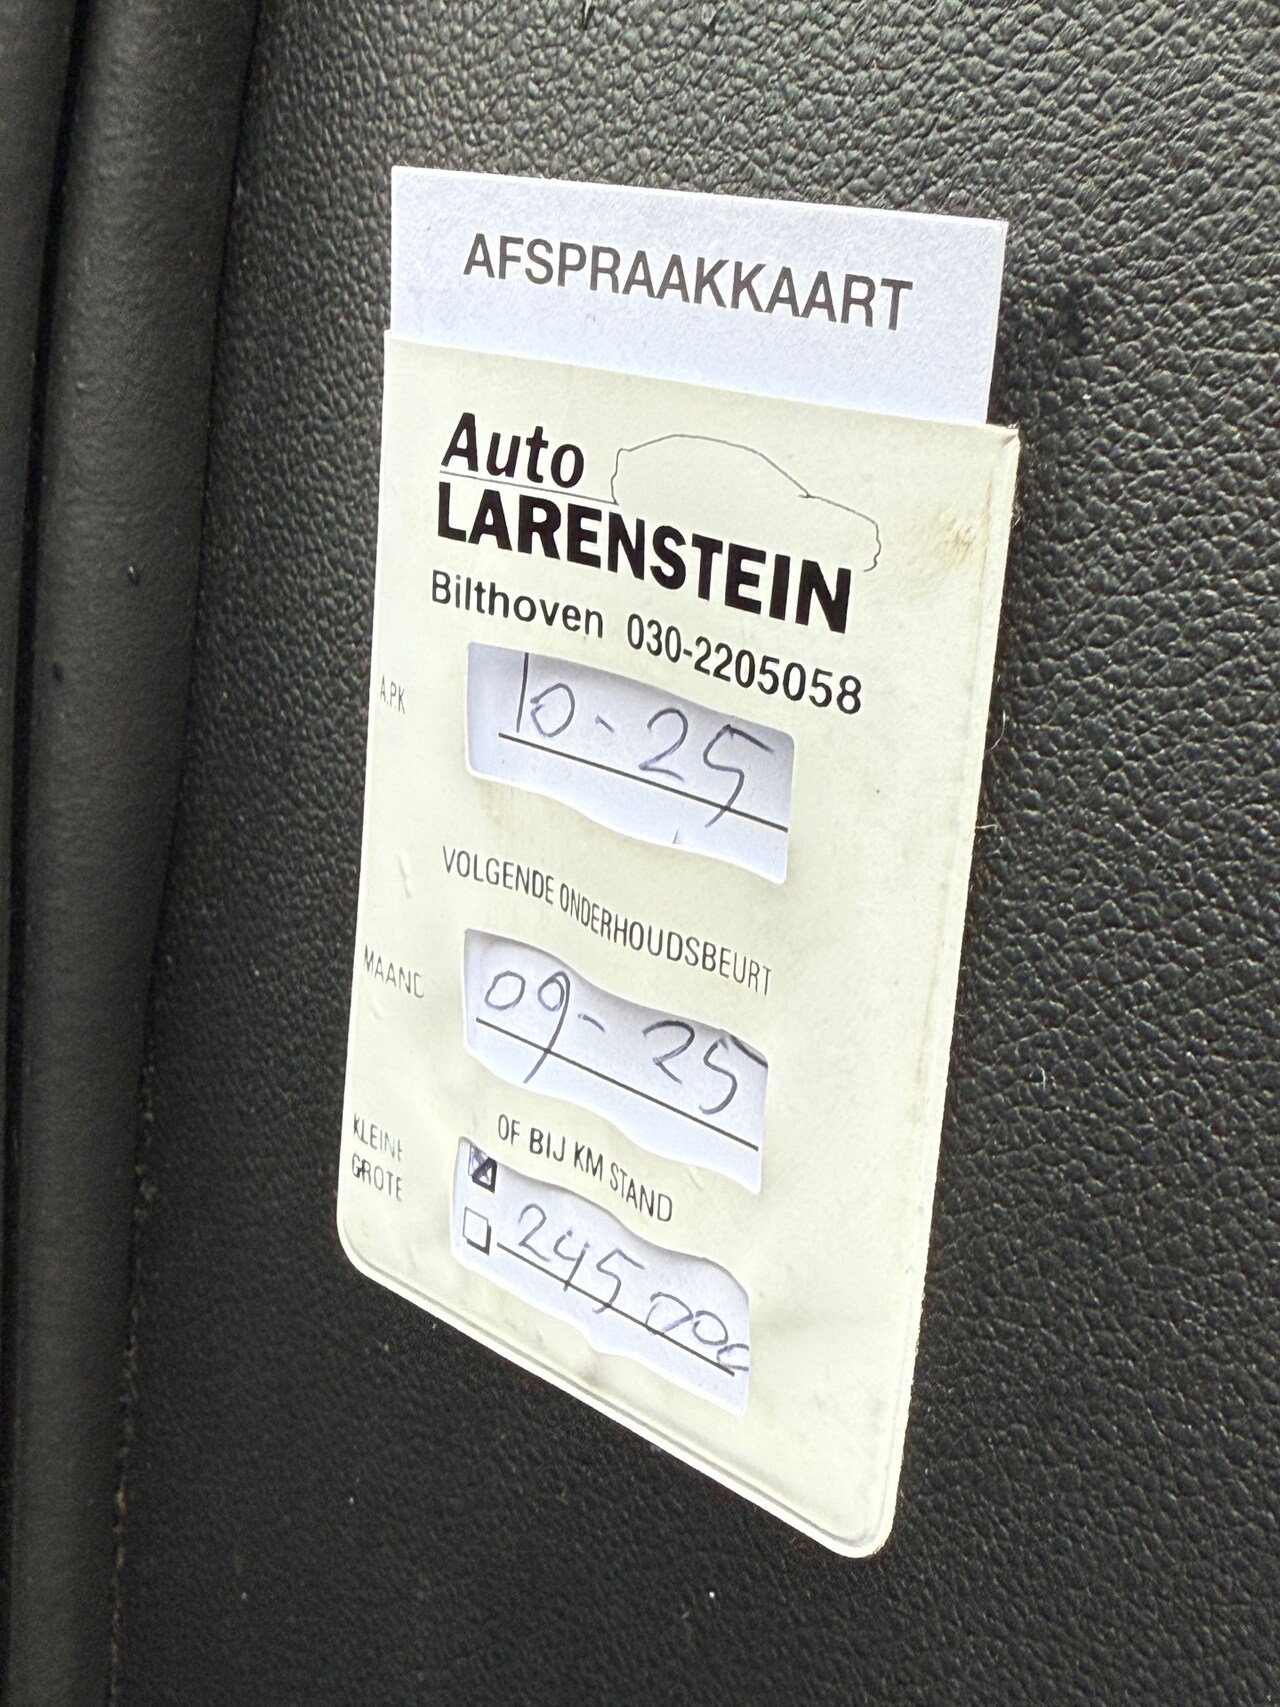 AFSPRAAKKAART
Auto
LARENSTEIN
Bilthoven 030-2205058
A.P.K 10-25
VOLGENDE ONDERHOUDSBEURT
MAAND 09-25
OF BIJ KM STAND
KLEINE
GROTE 245000